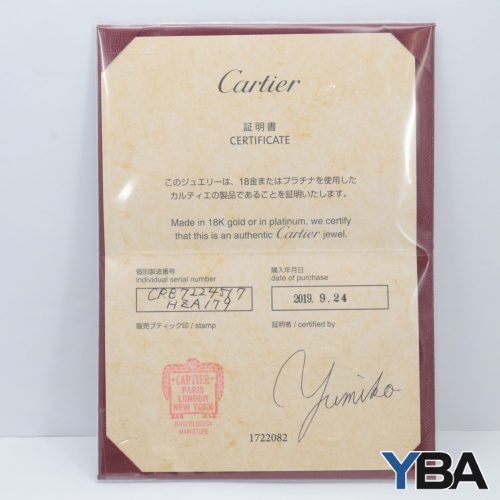 Cartier
証明書
CERTIFICATE
このジュエリーは、18金またはプラチナを使用した
カルティエの製品であることを証明いたします。
Made in 18K gold or in platinum, we certify
that this is an authentic Cartier jewel.
個別製造番号
individual serial number
購入年月日
date of purchase
CRB7224517
HZA179
2019. 9. 24
販売ブティック印 / stamp
証明者 / certified by
CARTIER
PARIS
LONDON
NEW YORK
Yumiko
1722082
YBA